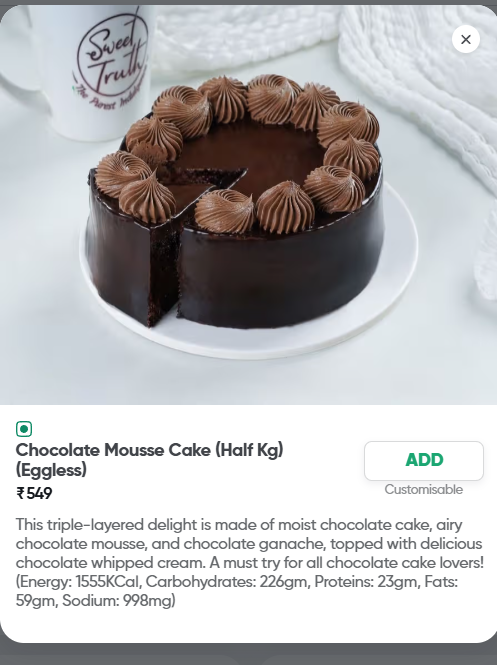 Sweet
Truth
The Purest Indulgence
Chocolate Mousse Cake (Half Kg)
(Eggless)
₹549
ADD
Customisable
This triple-layered delight is made of moist chocolate cake, airy
chocolate mousse, and chocolate ganache, topped with delicious
chocolate whipped cream. A must try for all chocolate cake lovers!
(Energy: 1555KCal, Carbohydrates: 226gm, Proteins: 23gm, Fats:
59gm, Sodium: 998mg)